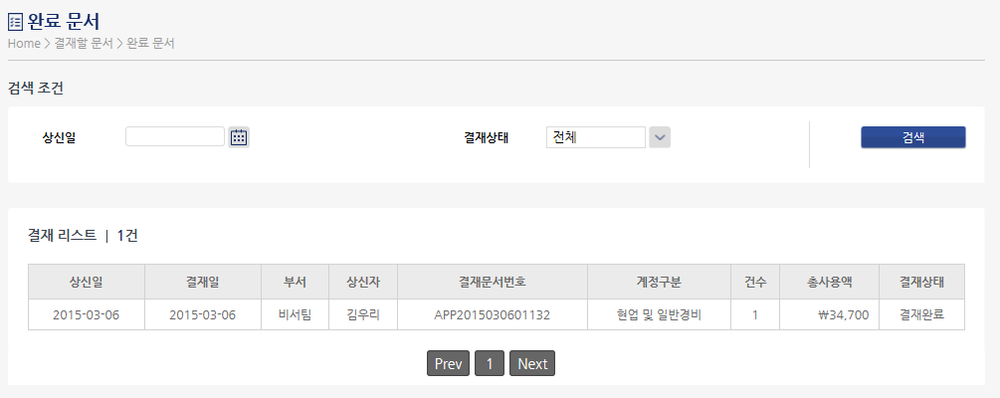 완료 문서
Home > 결재할 문서 > 완료 문서
검색 조건
상신일 결재상태 전체 검색
결재 리스트 | 1건
상신일 결재일 부서 상신자 결재문서번호 계정구분 건수 총사용액 결재상태
2015-03-06 2015-03-06 비서팀 김우리 APP2015030601132 현업 및 일반경비 1 ₩34,700 결재완료
Prev 1 Next